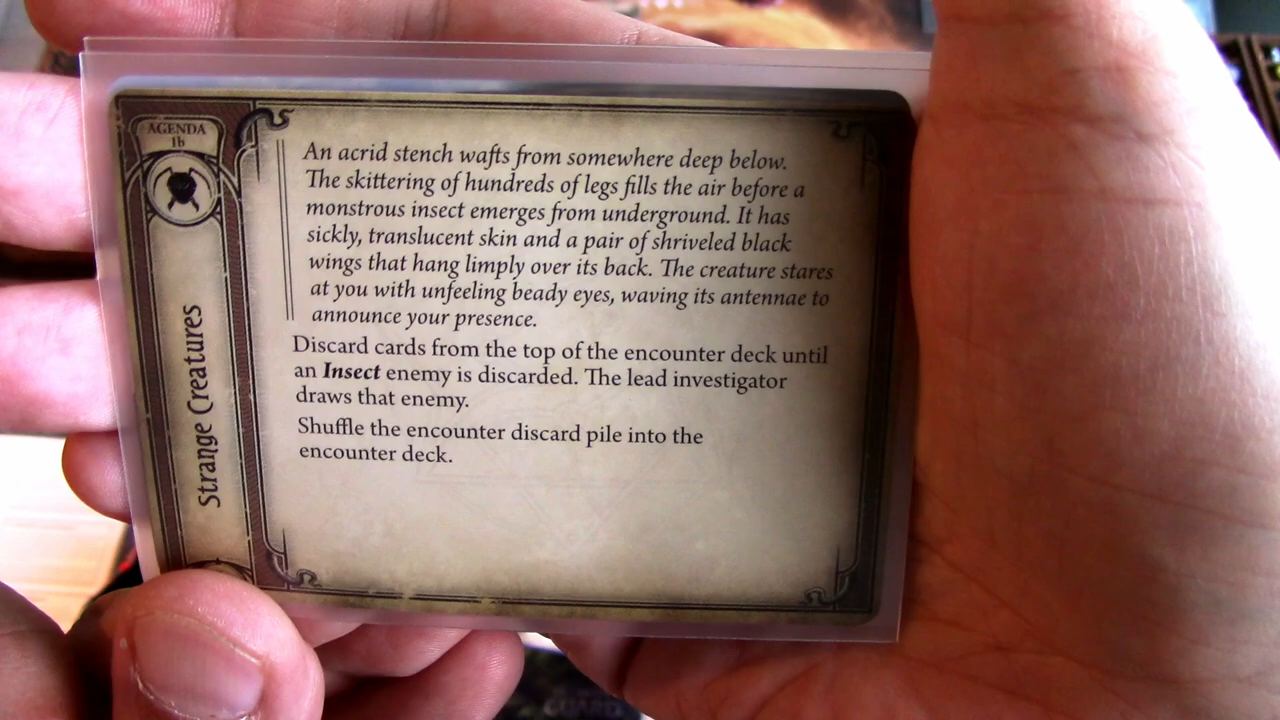 AGENDA
1b
Strange Creatures
An acrid stench wafts from somewhere deep below.
The skittering of hundreds of legs fills the air before a
monstrous insect emerges from underground. It has
sickly, translucent skin and a pair of shriveled black
wings that hang limply over its back. The creature stares
at you with unfeeling beady eyes, waving its antennae to
announce your presence.
Discard cards from the top of the encounter deck until
an Insect enemy is discarded. The lead investigator
draws that enemy.
Shuffle the encounter discard pile into the
encounter deck.